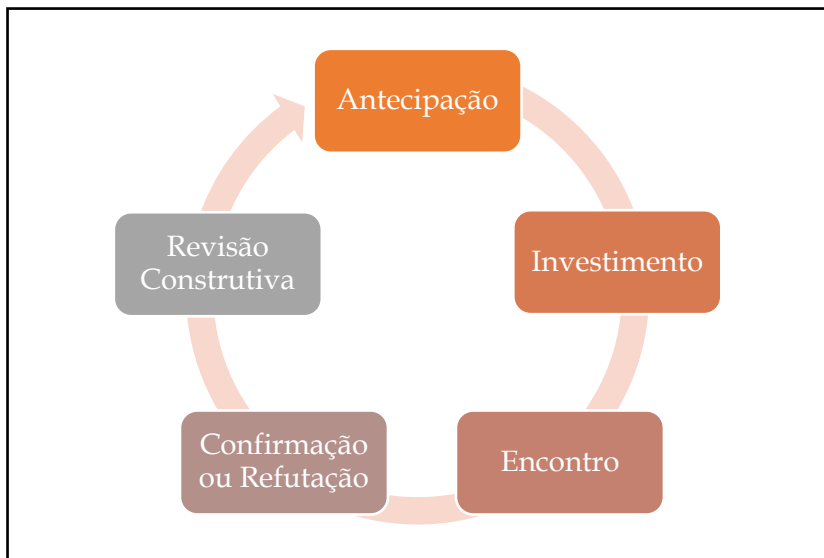 Antecipação
Investimento
Encontro
Confirmação
ou Refutação
Revisão
Construtiva